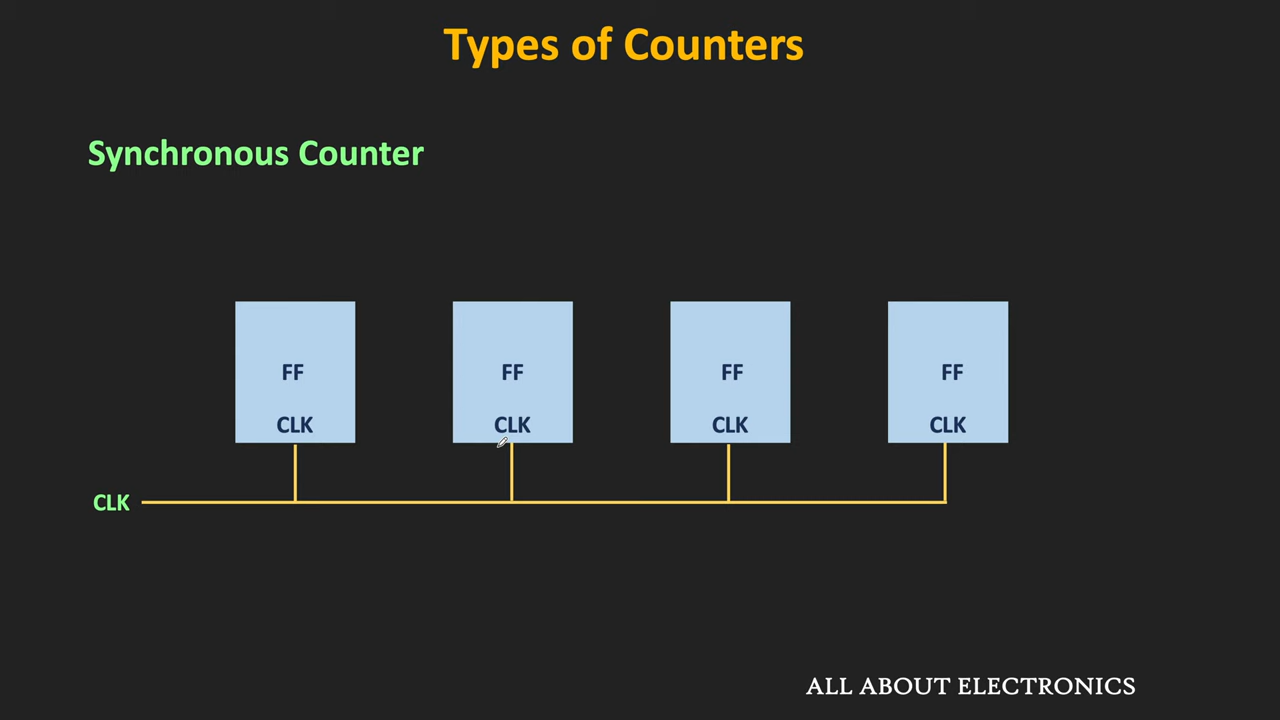 Types of Counters
Synchronous Counter
FF FF FF FF
CLK CLK CLK CLK
CLK
ALL ABOUT ELECTRONICS